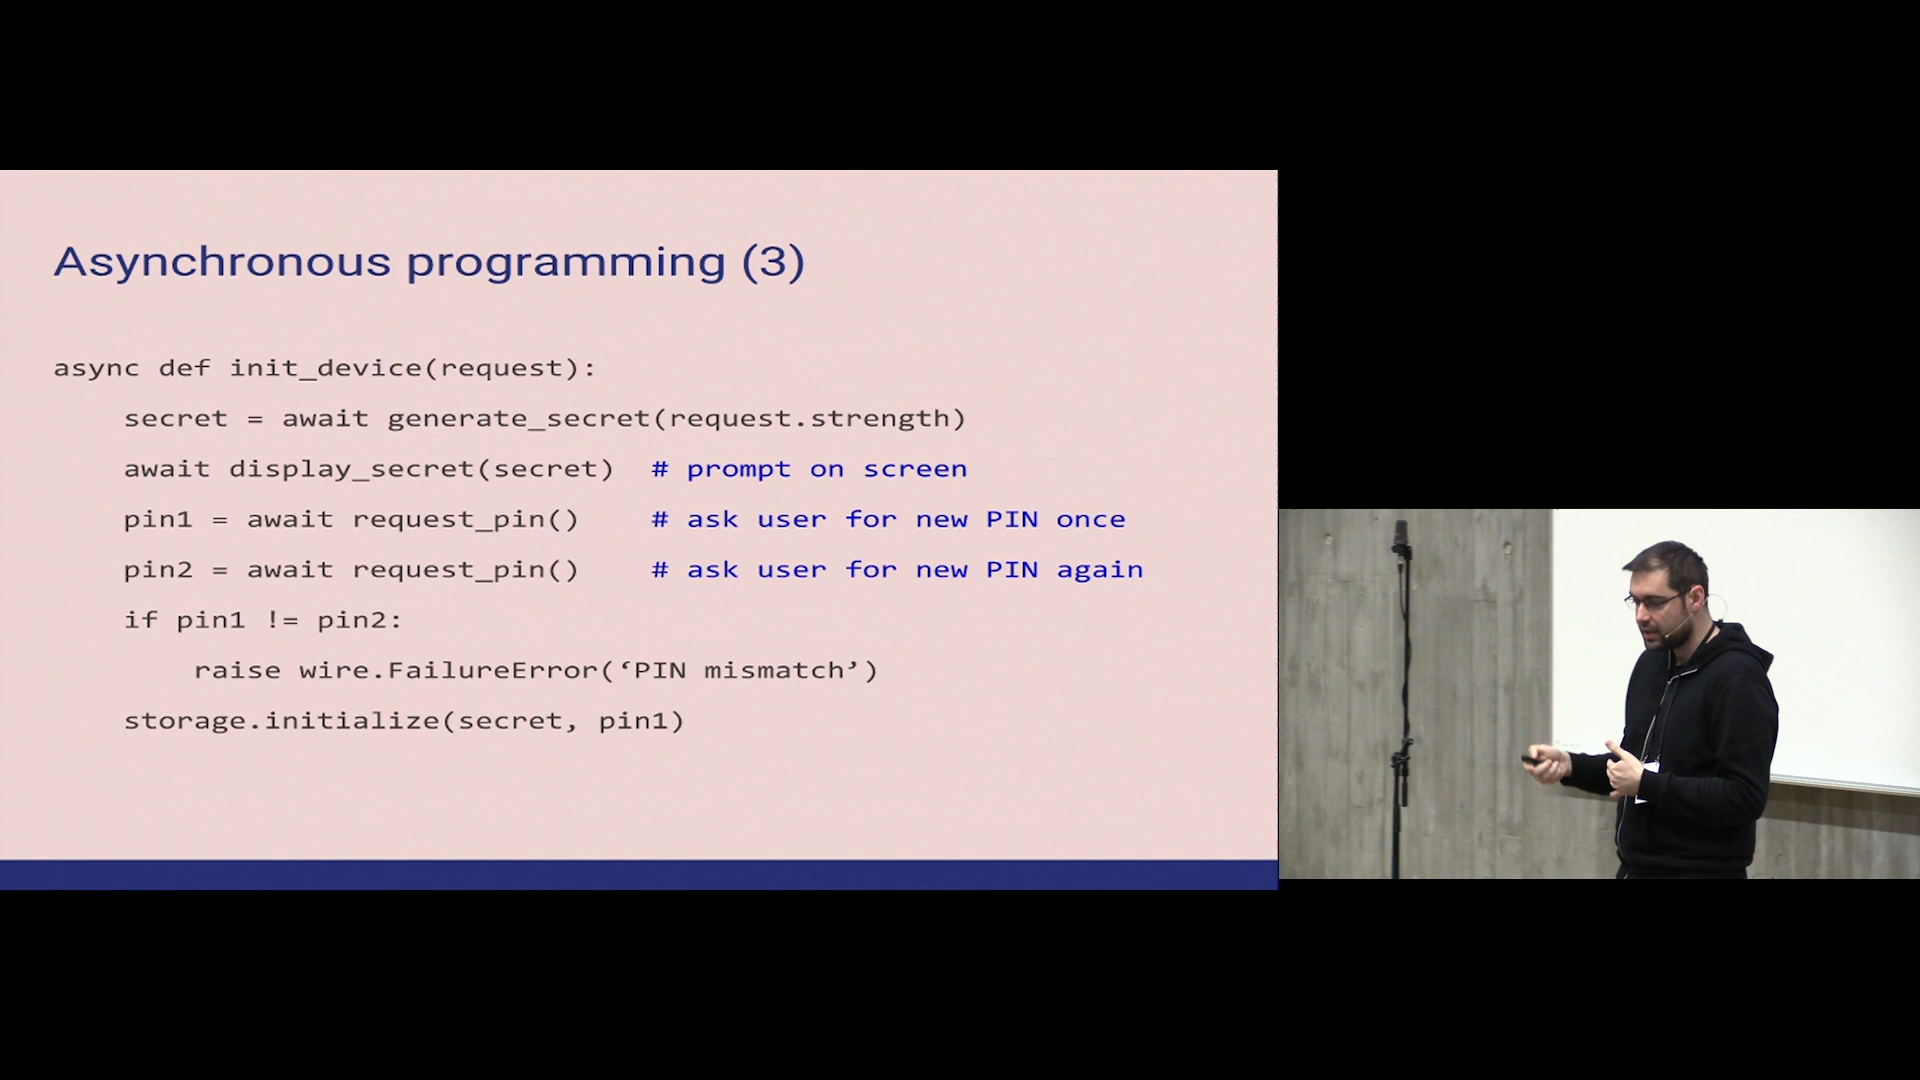 Asynchronous programming (3)
async def init_device(request):
secret = await generate_secret(request.strength)
await display_secret(secret) # prompt on screen
pin1 = await request_pin() # ask user for new PIN once
pin2 = await request_pin() # ask user for new PIN again
if pin1 != pin2:
raise wire.FailureError(‘PIN mismatch’)
storage.initialize(secret, pin1)